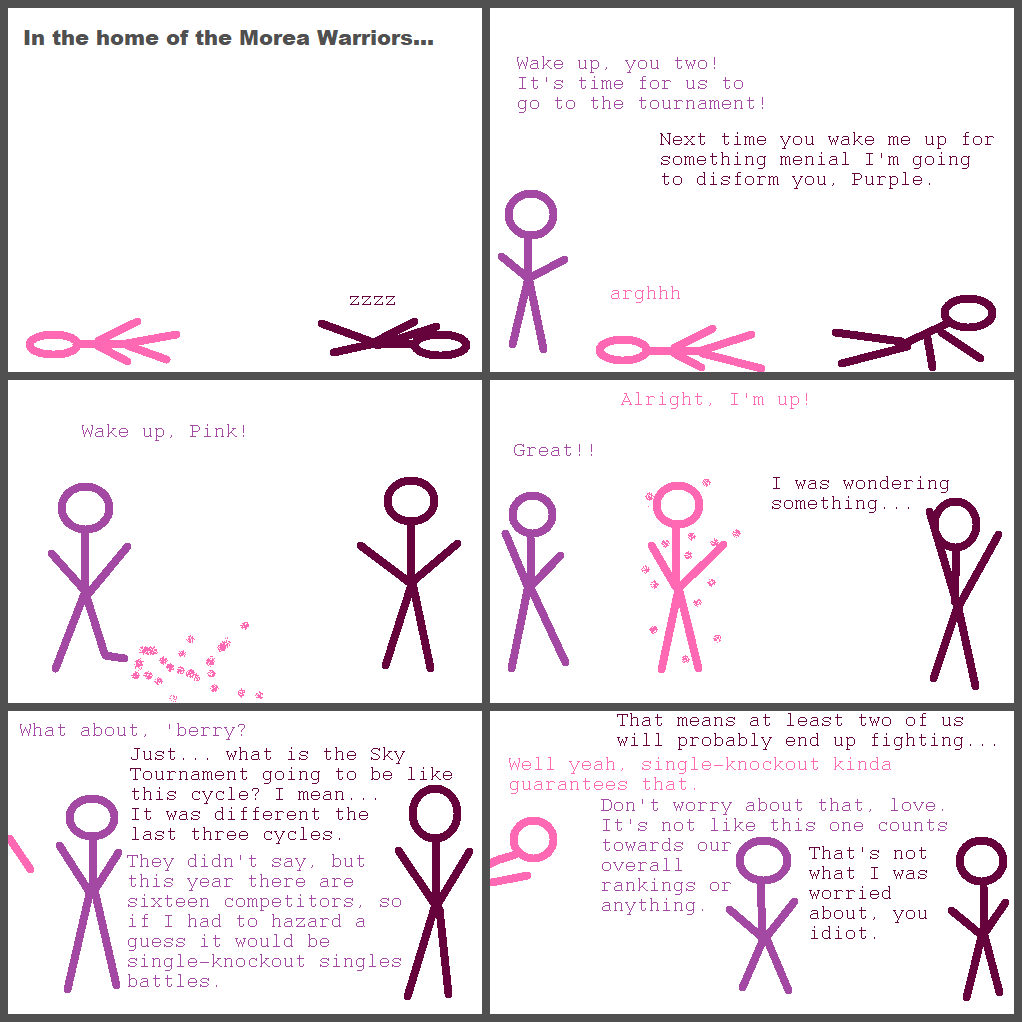 In the home of the Morea Warriors...
zzzz
Wake up, you two!
It's time for us to
go to the tournament!
Next time you wake me up for
something menial I'm going
to disform you, Purple.
arghhh
Wake up, Pink!
Alright, I'm up!
Great!!
I was wondering
something...
What about, 'berry?
Just... what is the Sky
Tournament going to be like
this cycle? I mean...
It was different the
last three cycles.
They didn't say, but
this year there are
sixteen competitors, so
if I had to hazard a
guess it would be
single-knockout singles
battles.
That means at least two of us
will probably end up fighting...
Well yeah, single-knockout kinda
guarantees that.
Don't worry about that, love.
It's not like this one counts
towards our
overall
rankings or
anything.
That's not
what I was
worried
about, you
idiot.